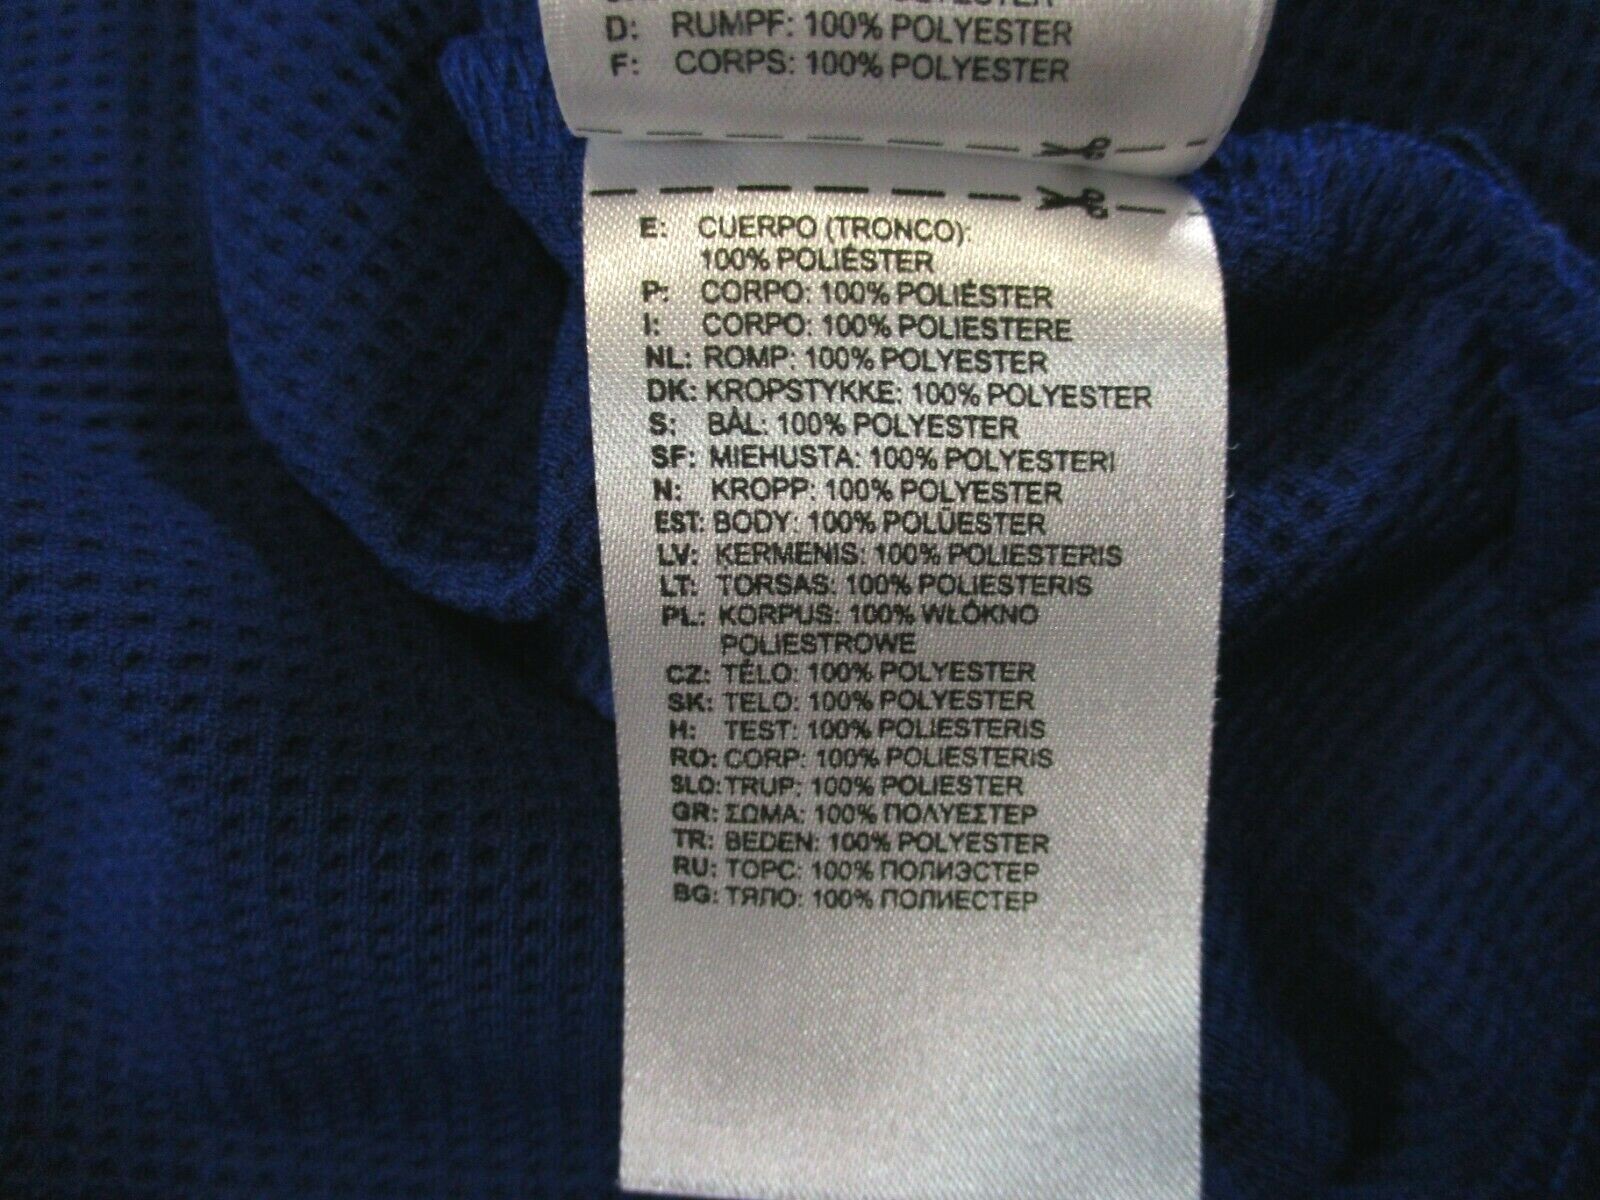 POLYESTER
D: RUMPF: 100% POLYESTER
F: CORPS: 100% POLYESTER
E: CUERPO (TRONCO):
100% POLIÉSTER
P: CORPO: 100% POLIÉSTER
I: CORPO: 100% POLIESTERE
NL: ROMP: 100% POLYESTER
DK: KROPSTYKKE: 100% POLYESTER
S: BÅL: 100% POLYESTER
SF: MIEHUSTA: 100% POLYESTERI
N: KROPP: 100% POLYESTER
EST: BODY: 100% POLÜESTER
LV: ĶERMENIS: 100% POLIESTERIS
LT: TORSAS: 100% POLIESTERIS
PL: KORPUS: 100% WŁÓKNO
POLIESTROWE
CZ: TĚLO: 100% POLYESTER
SK: TELO: 100% POLYESTER
H: TEST: 100% POLIESTERIS
RO: CORP: 100% POLIESTERIS
SLO: TRUP: 100% POLIESTER
GR: ΣΩΜΑ: 100% ΠΟΛΥΕΣΤΕΡ
TR: BEDEN: 100% POLYESTER
RU: ТОРС: 100% ПОЛИЭСТЕР
BG: ТЯЛО: 100% ПОЛИЕСТЕР